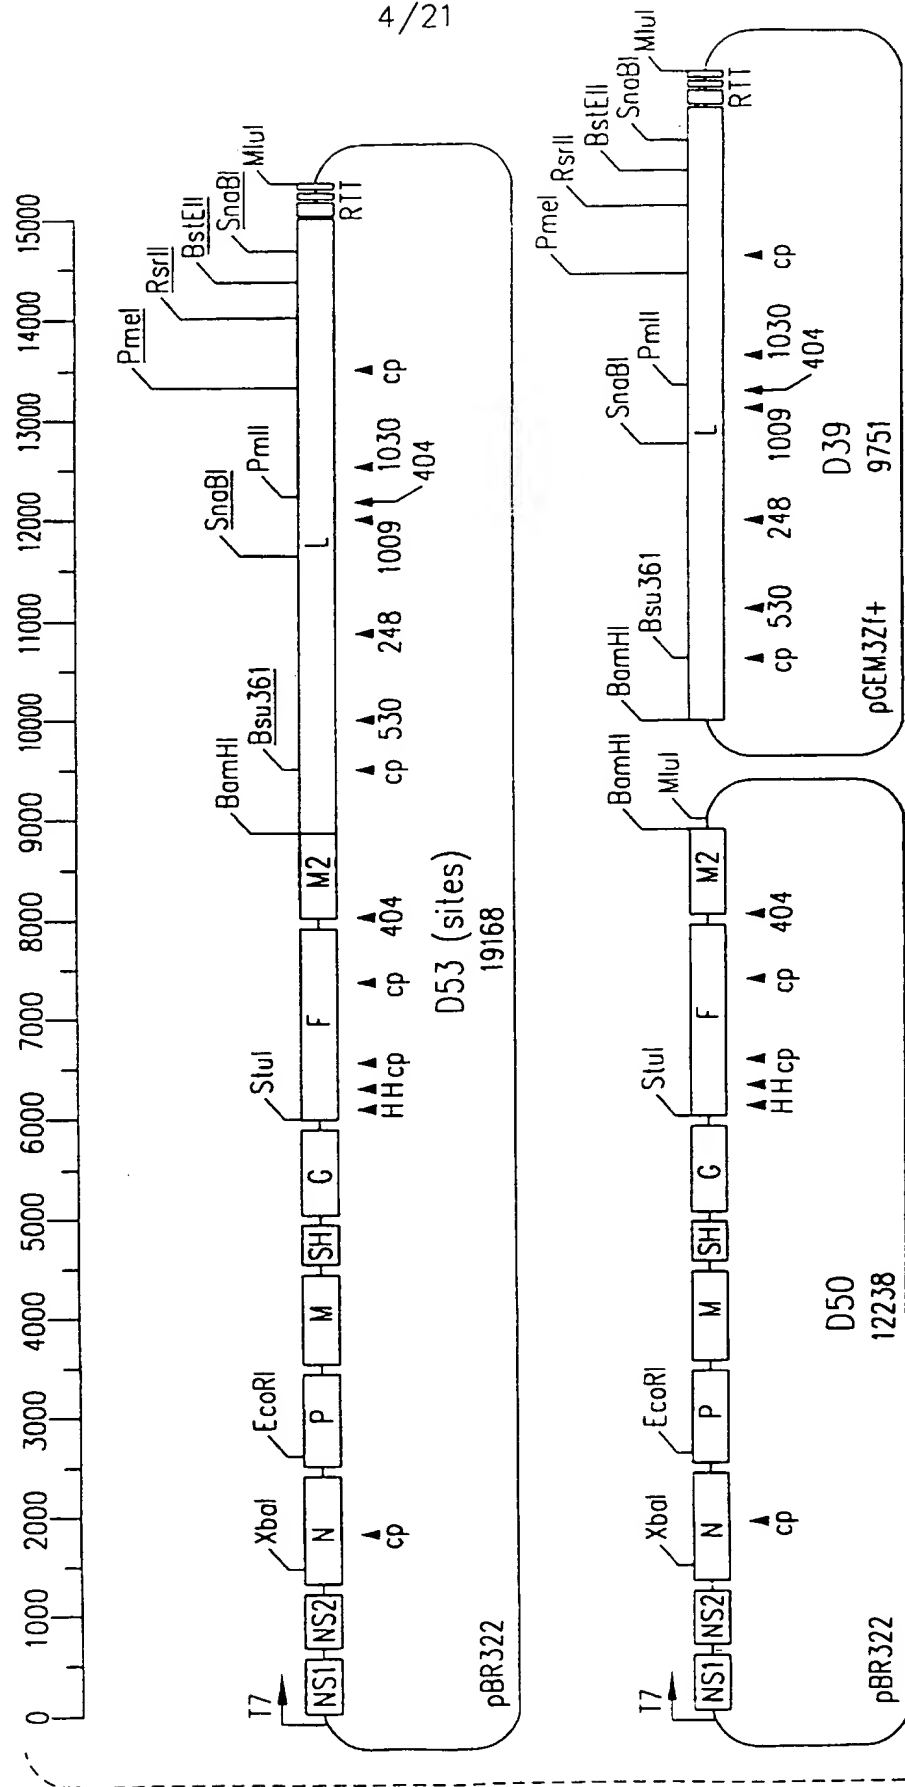 4/21
0 1000 2000 3000 4000 5000 6000 7000 8000 9000 10000 11000 12000 13000 14000 15000
T7 XbaI EcoRI StuI BamHI Bsu361 SnaBI PmlI PmeI RsrII BstEII SnaBI MluI
NS1 NS2 N P M SH G F M2 L RTT
cp HHcp cp 404 cp 530 248 1009 404 1030 cp
D53 (sites)
19168
pBR322
T7 XbaI EcoRI StuI BamHI MluI
NS1 NS2 N P M SH G F M2
cp HHcp cp 404
D50
12238
pBR322
BamHI Bsu361 SnaBI PmlI PmeI RsrII BstEII SnaBI MluI
L RTT
cp 530 248 1009 404 1030 cp
D39
9751
pGEM3Zf+